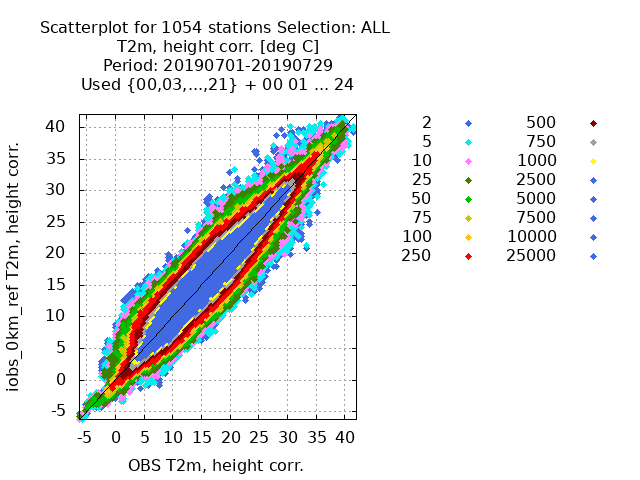 Scatterplot for 1054 stations Selection: ALL
T2m, height corr. [deg C]
Period: 20190701-20190729
Used {00,03,...,21} + 00 01 ... 24
iobs_0km_ref T2m, height corr.
40
35
30
25
20
15
10
5
0
-5
-5 0 5 10 15 20 25 30 35 40
OBS T2m, height corr.
2 500
5 750
10 1000
25 2500
50 5000
75 7500
100 10000
250 25000